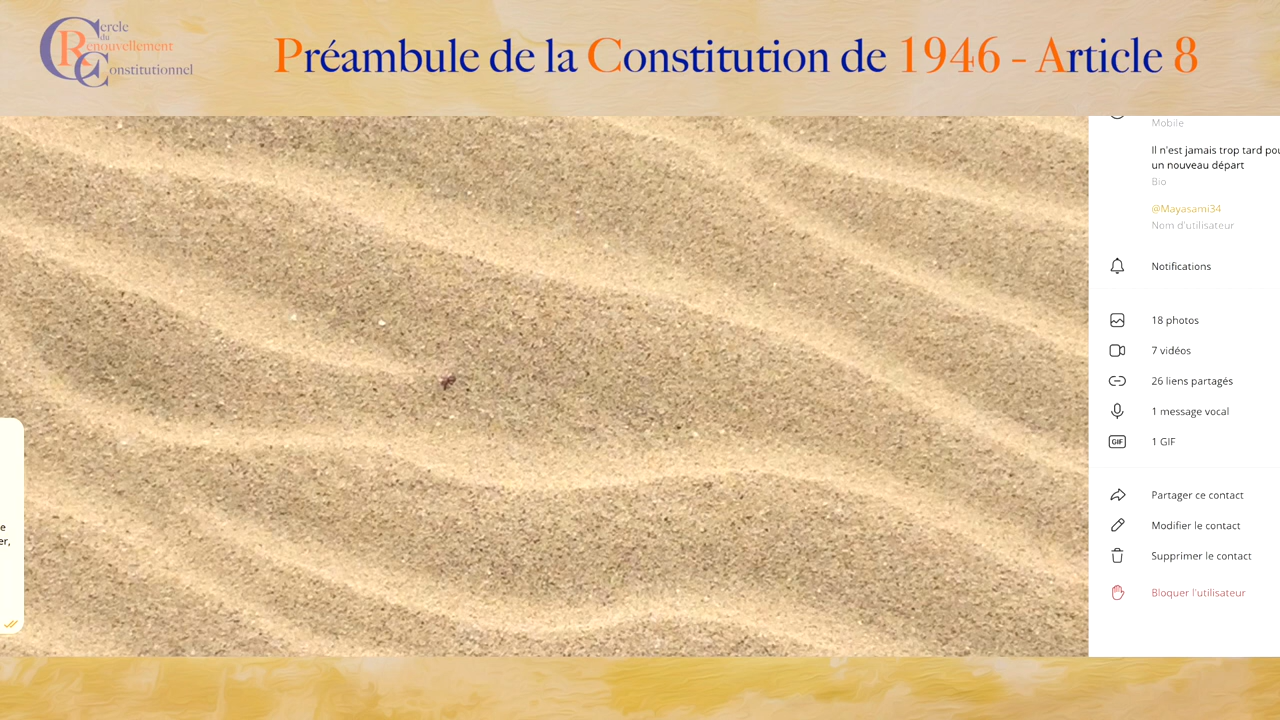 Cercle
du
Renouvellement
Constitutionnel
Préambule de la Constitution de 1946 - Article 8
Mobile
Il n'est jamais trop tard pou
un nouveau départ
Bio
@Mayasami34
Nom d'utilisateur
Notifications
18 photos
7 vidéos
26 liens partagés
1 message vocal
GIF 1 GIF
Partager ce contact
Modifier le contact
Supprimer le contact
Bloquer l'utilisateur
e
er,